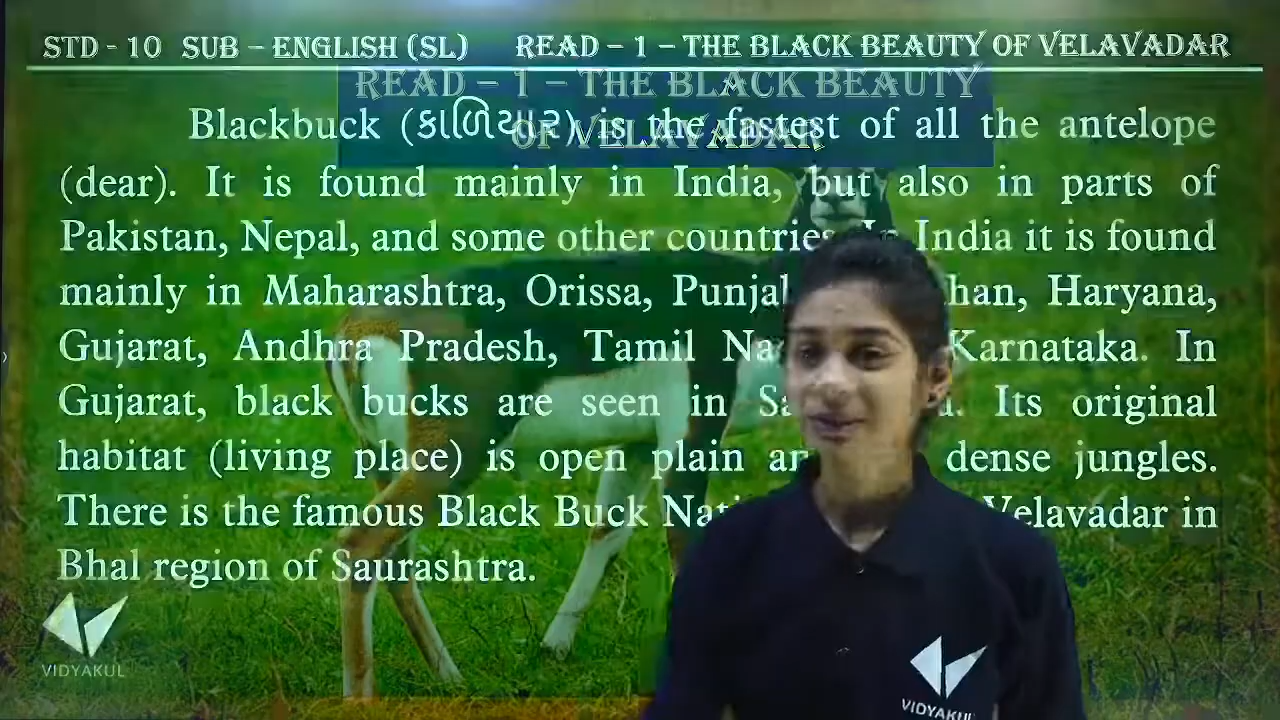 STD - 10 SUB – ENGLISH (SL) READ – 1 – THE BLACK BEAUTY OF VELAVADAR
READ – 1 – THE BLACK BEAUTY
OF VELAVADAR
Blackbuck (કાળિયાર) is the fastest of all the antelope
(dear). It is found mainly in India, but also in parts of
Pakistan, Nepal, and some other countries. In India it is found
mainly in Maharashtra, Orissa, Haryana,
Gujarat, Andhra Pradesh, Tamil Karnataka. In
Gujarat, black bucks are seen in Its original
habitat (living place) is open plain dense jungles.
There is the famous Black Buck Velavadar in
Bhal region of Saurashtra.
VIDYAKUL
VIDYAKUL